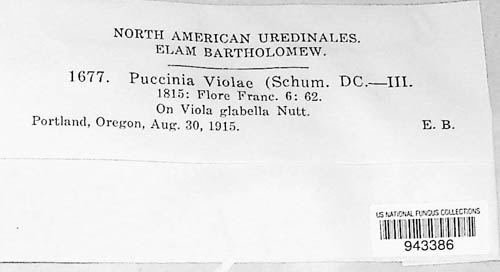 NORTH AMERICAN UREDINALES.
ELAM BARTHOLOMEW.
1677. Puccinia Violae (Schum. DC.—III.
1815: Flore Franc. 6: 62.
On Viola glabella Nutt.
Portland, Oregon, Aug. 30, 1915. E. B.
US NATIONAL FUNGUS COLLECTIONS
943386